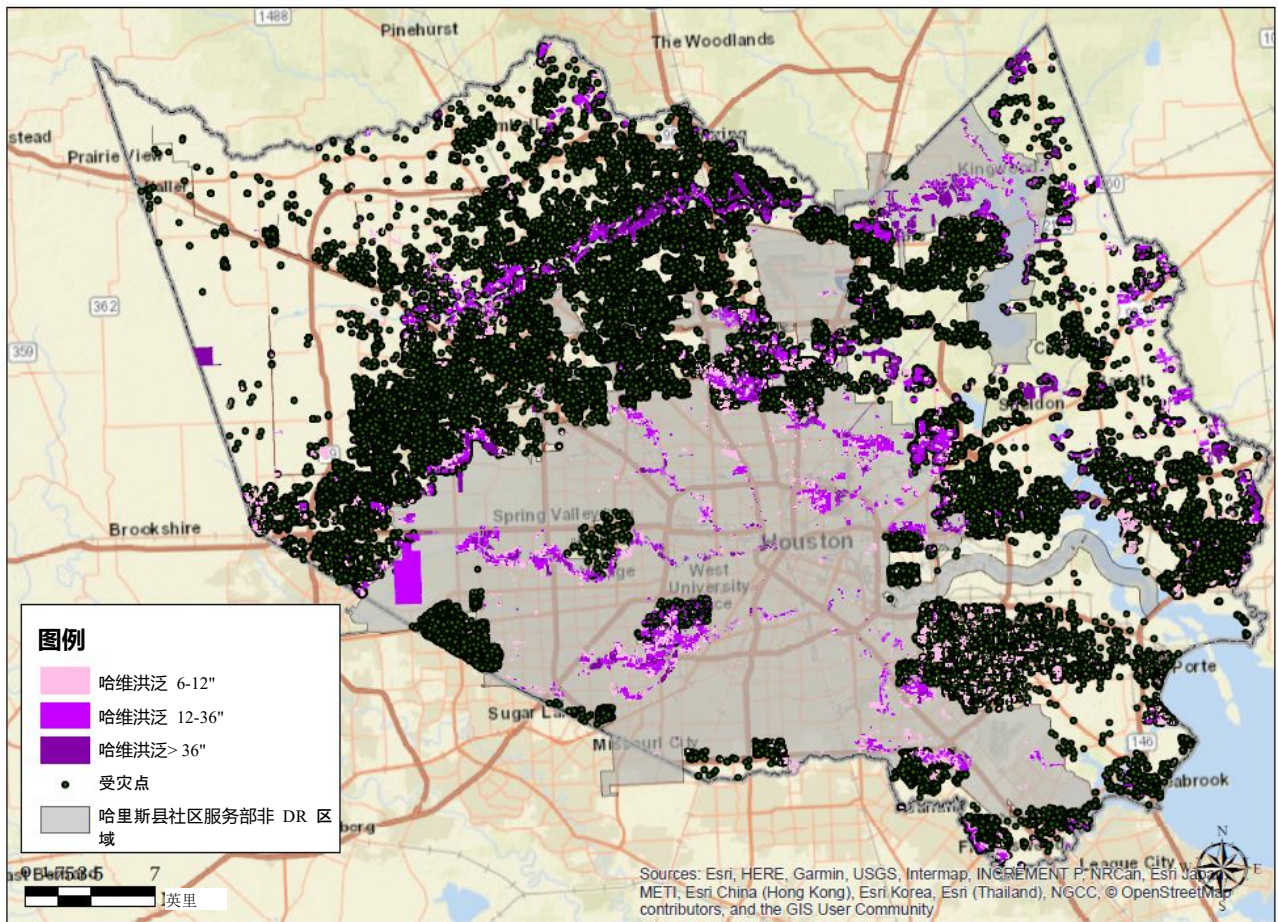 1488
Pinehurst
The Woodlands
stead
Prairie View
Kingwood
362
359
Sheldon
Brookshire
Spring Valley
Houston
West
University
Sugar La
Missouri City
Porte
146
League City
图例
哈维洪泛 6-12"
哈维洪泛 12-36"
哈维洪泛> 36"
受灾点
哈里斯县社区服务部非 DR 区
域
7
英里
N
E
S
Sources: Esri, HERE, Garmin, USGS, Intermap, INCREMENT P, NRCan, Esri Japan,
METI, Esri China (Hong Kong), Esri Korea, Esri (Thailand), NGCC, © OpenStreetMap
contributors, and the GIS User Community